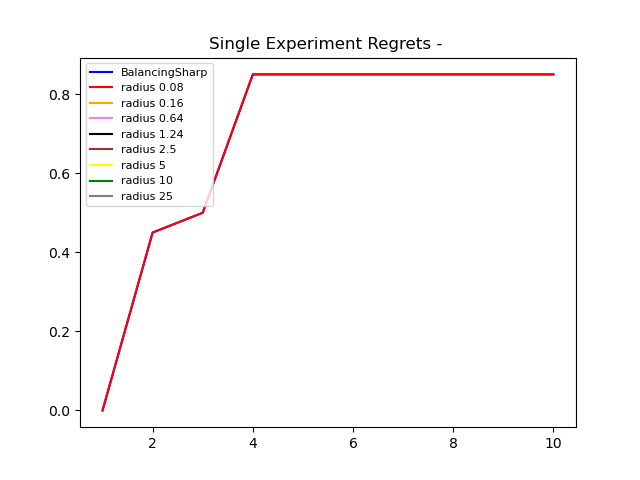 Single Experiment Regrets -
BalancingSharp
radius 0.08
radius 0.16
radius 0.64
radius 1.24
radius 2.5
radius 5
radius 10
radius 25
0.8
0.6
0.4
0.2
0.0
2 4 6 8 10